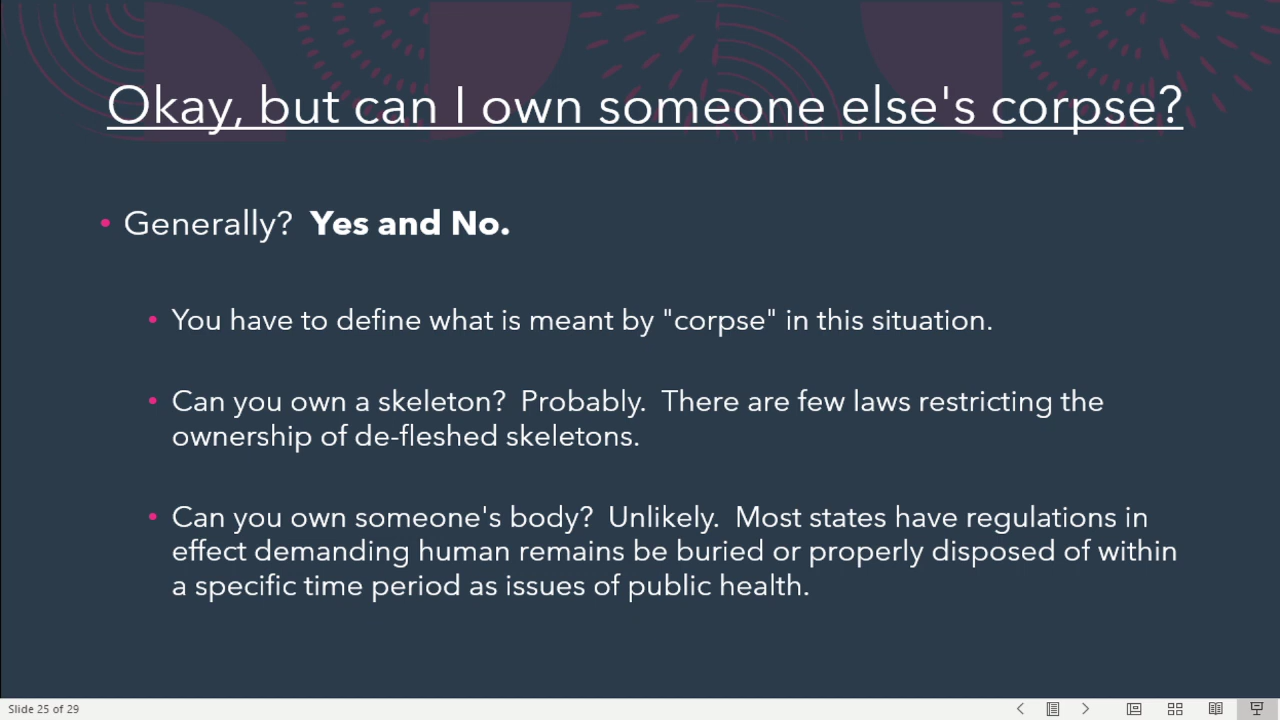 Okay, but can I own someone else's corpse?
• Generally?  Yes and No.
• You have to define what is meant by "corpse" in this situation.
• Can you own a skeleton?  Probably.  There are few laws restricting the
ownership of de-fleshed skeletons.
• Can you own someone's body?  Unlikely.  Most states have regulations in
effect demanding human remains be buried or properly disposed of within
a specific time period as issues of public health.
Slide 25 of 29